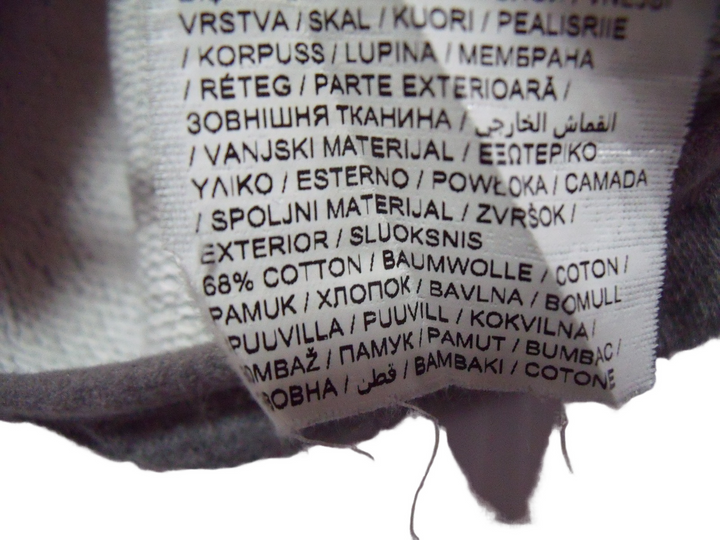 VRSTVA / SKAL / KUORI / PEALISRIIE
/ KORPUSS / LUPINA / МЕМБРАНА
/ RÉTEG / PARTE EXTERIOARĂ /
ЗОВНІШНЯ ТКАНИНА / القماش الخارجي
/ VANJSKI MATERIJAL / ΕΞΩΤΕΡΙΚΟ
ΥΛΙΚΟ / ESTERNO / POWŁOKA / CAMADA
/ SPOLJNI MATERIJAL / ZVRŠOK /
EXTERIOR / SLUOKSNIS
68% COTTON / BAUMWOLLE / COTON /
PAMUK / ХЛОПОК / BAVLNA / BOMULL
PUUVILLA / PUUVILL / KOKVILNA /
/ ПАМУК / PAMUT / BUMBAC /
/ قطن / BAMBAKI / COTONE